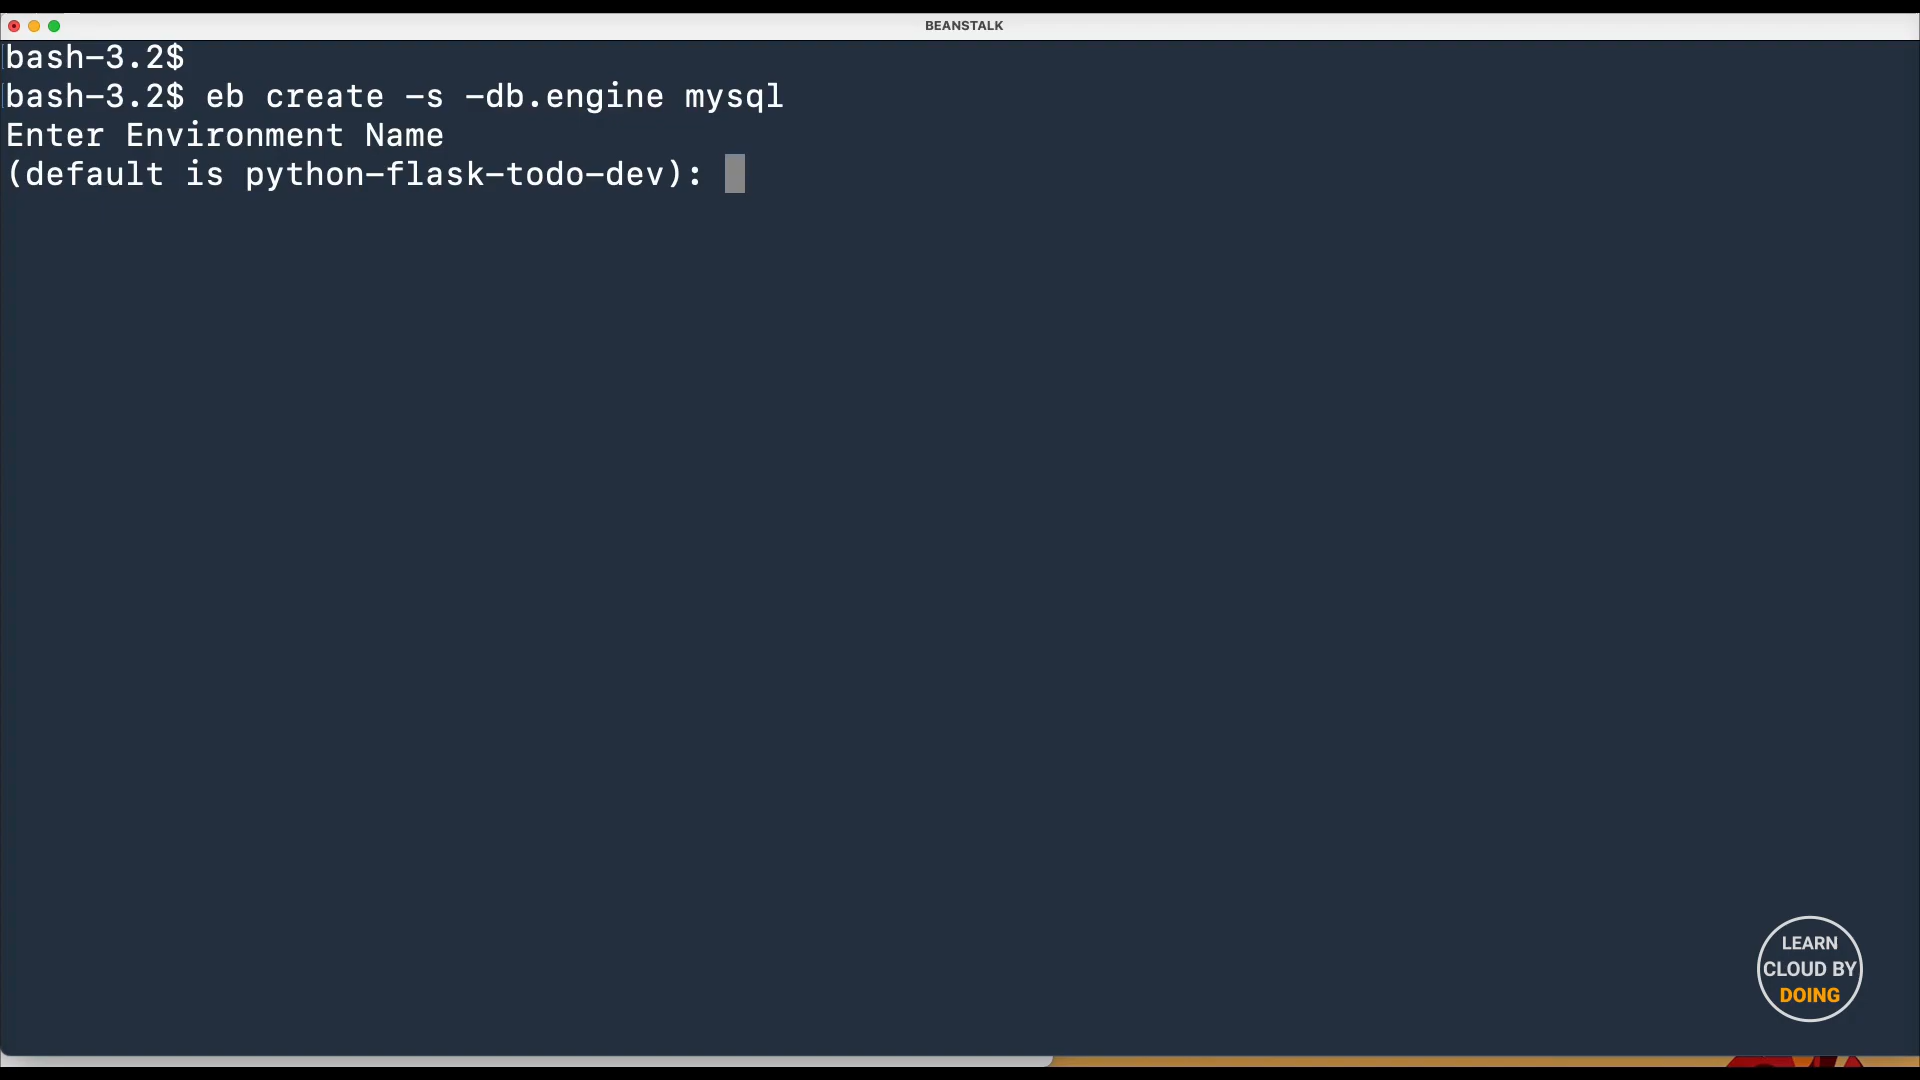 BEANSTALK
bash-3.2$
bash-3.2$ eb create -s -db.engine mysql
Enter Environment Name
(default is python-flask-todo-dev):
LEARN
CLOUD BY
DOING